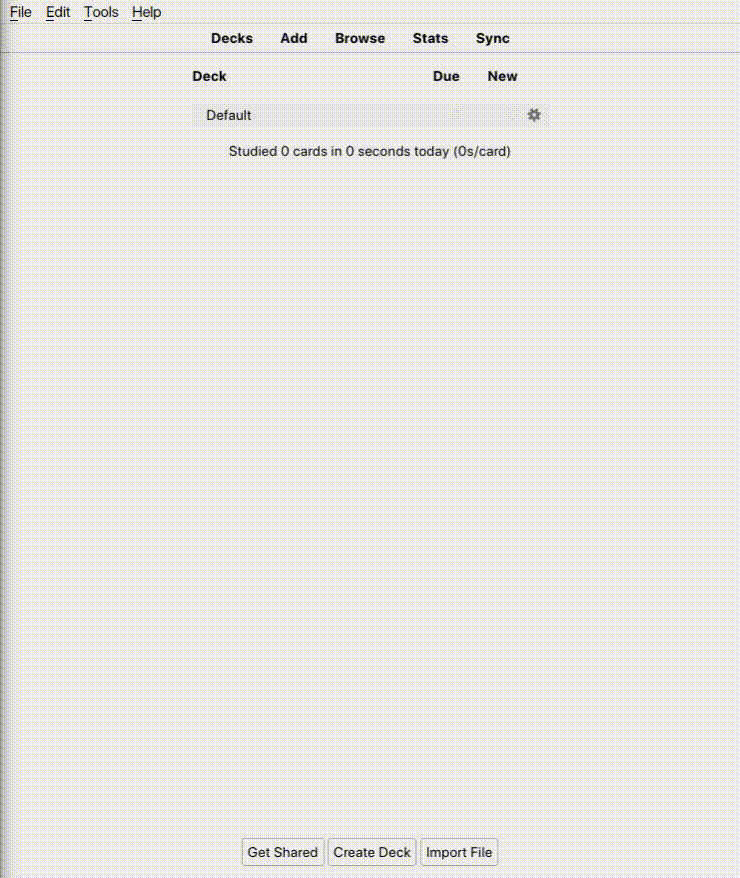 File Edit Tools Help
Decks Add Browse Stats Sync
Deck Due New
Default
Studied 0 cards in 0 seconds today (0s/card)
Get Shared Create Deck Import File